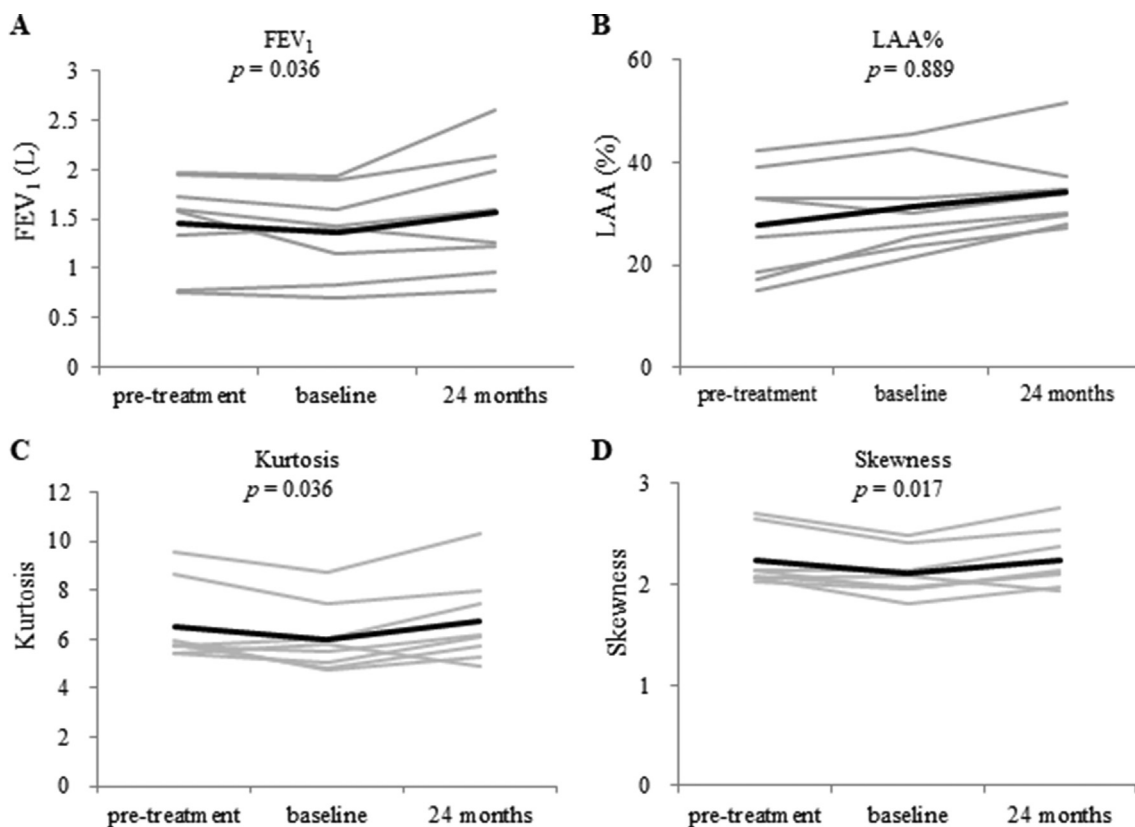 A
FEV₁
p = 0.036
3
2.5
2
1.5
1
0.5
0
FEV₁ (L)
pre-treatment baseline 24 months
B
LAA%
p = 0.889
60
40
20
0
LAA (%)
pre-treatment baseline 24 months
C
Kurtosis
p = 0.036
12
10
8
6
4
2
0
Kurtosis
pre-treatment baseline 24 months
D
Skewness
p = 0.017
3
2
1
0
Skewness
pre-treatment baseline 24 months